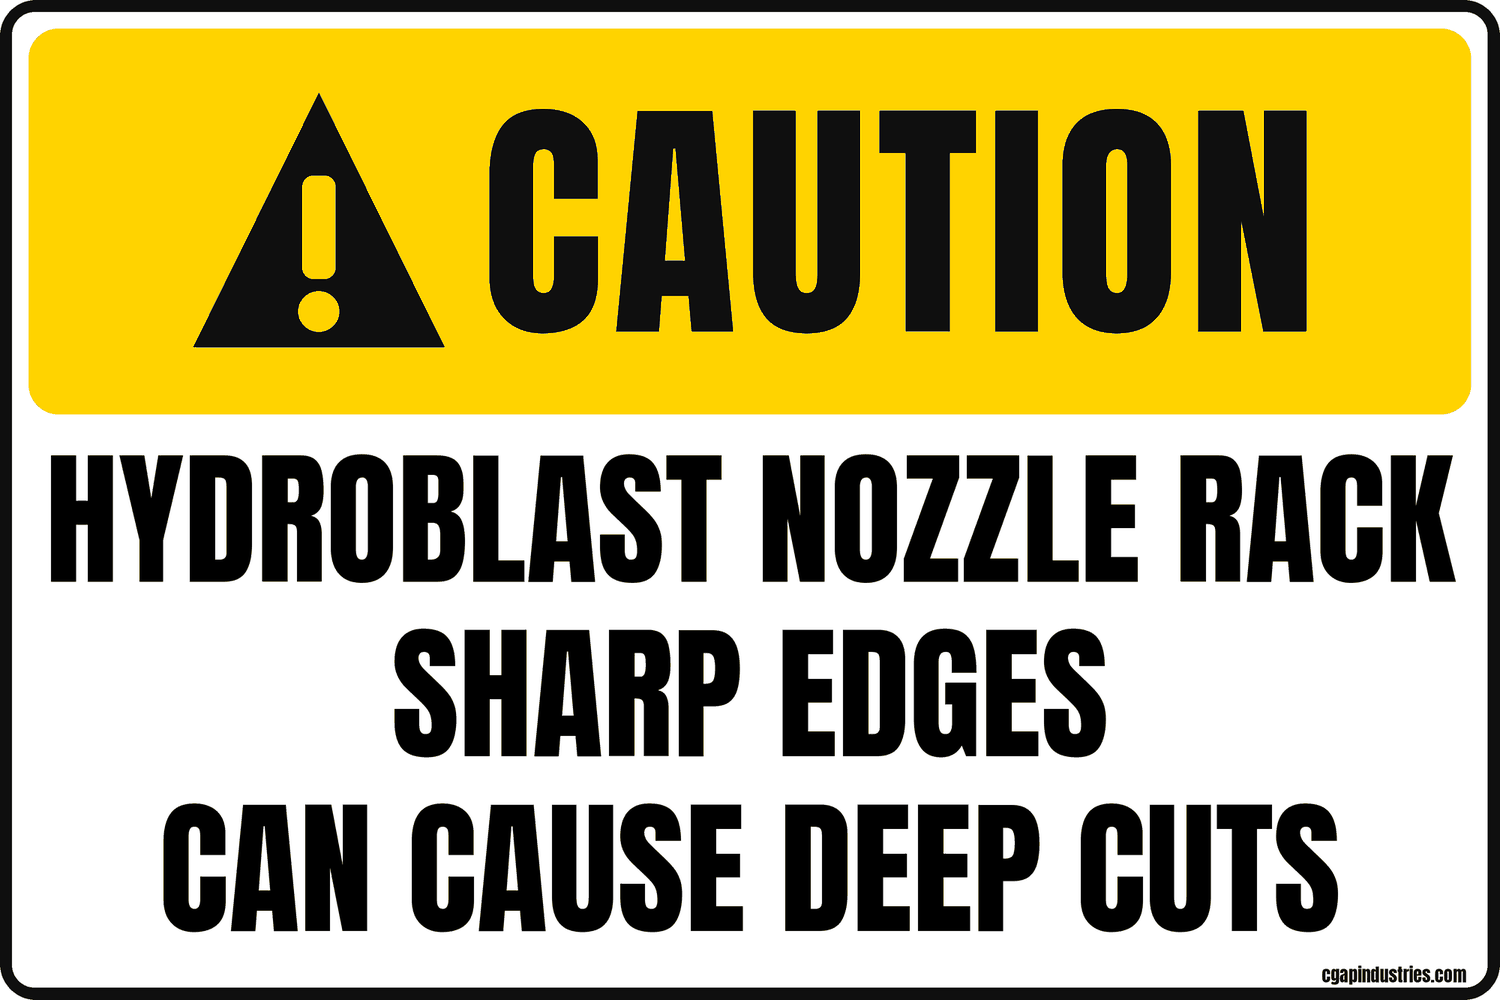 CAUTION
HYDROBLAST NOZZLE RACK
SHARP EDGES
CAN CAUSE DEEP CUTS
cgapindustries.com